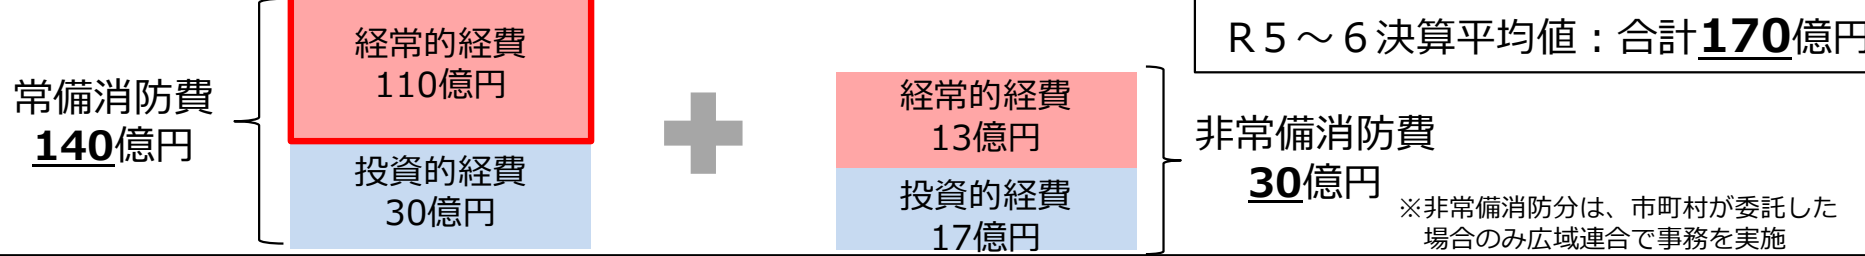 R5～6決算平均値：合計170億円
常備消防費
140億円
経常的経費
110億円
投資的経費
30億円
経常的経費
13億円
投資的経費
17億円
非常備消防費
30億円
※非常備消防分は、市町村が委託した
場合のみ広域連合で事務を実施